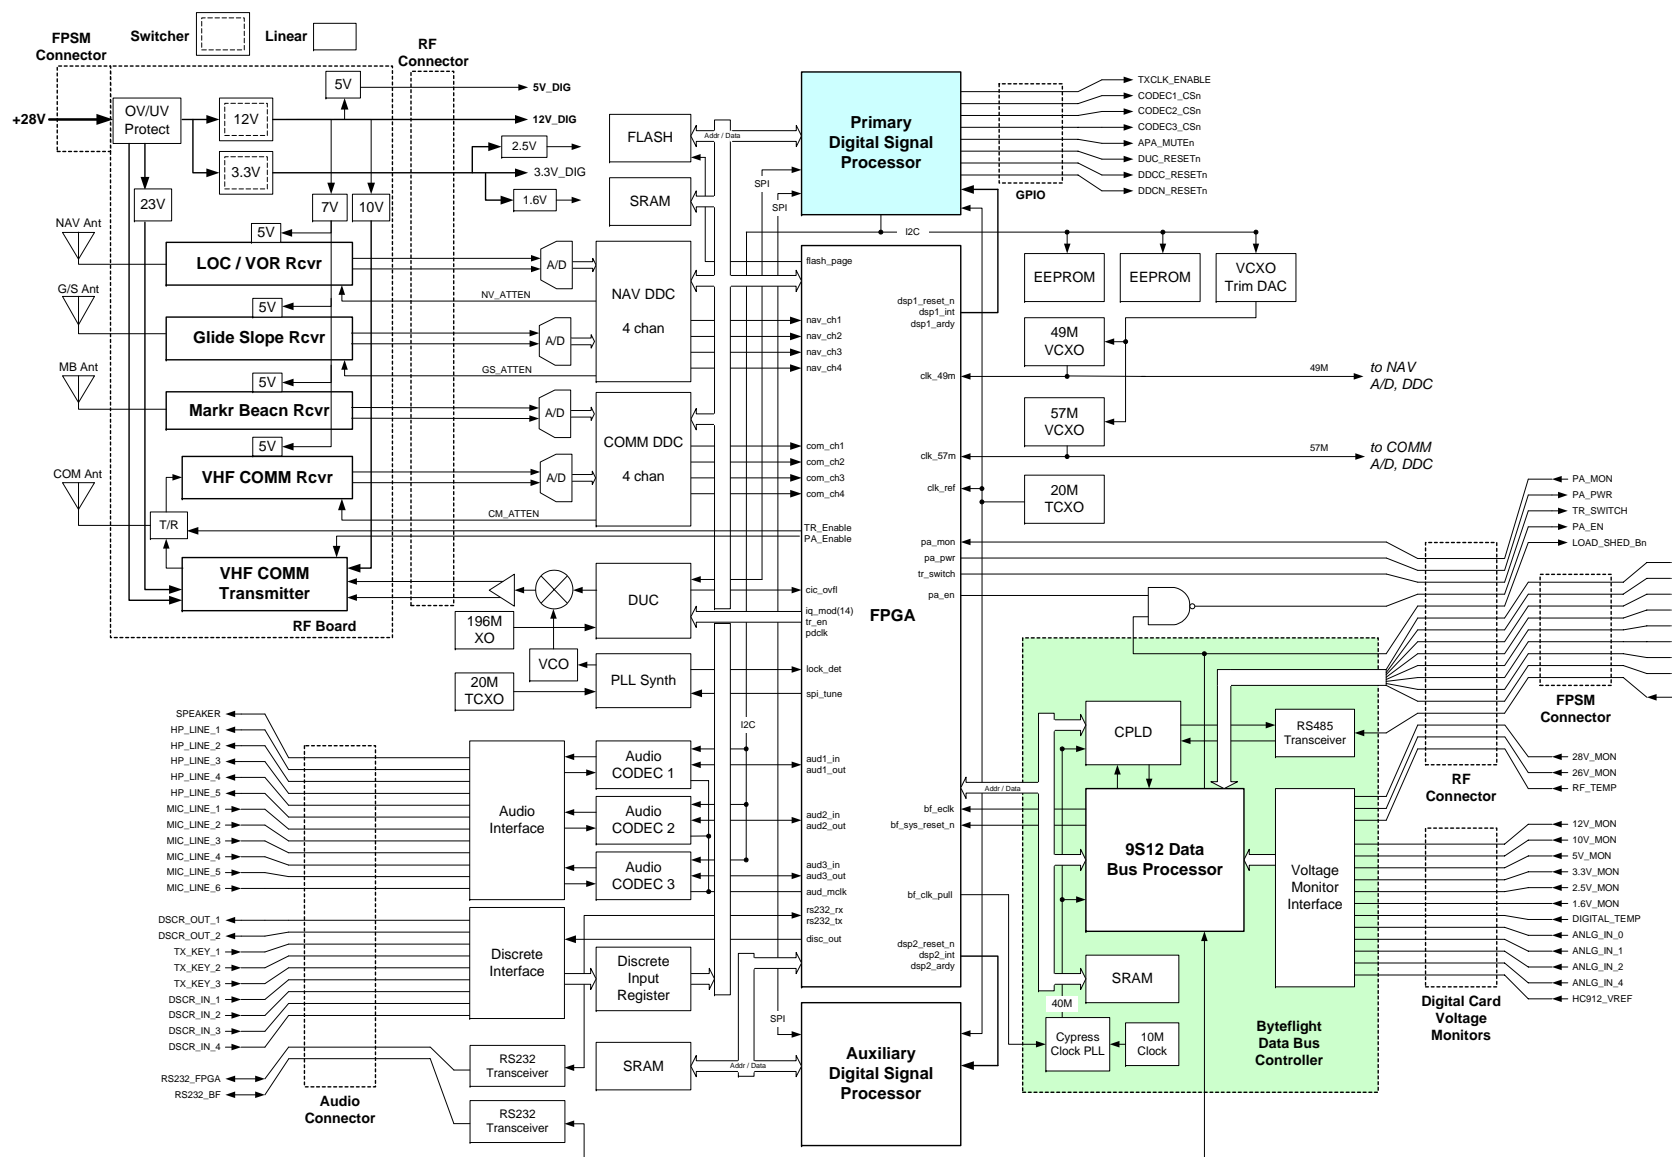 FPSM
Connector
Switcher
Linear
RF
Connector
+28V
OV/UV
Protect
12V
3.3V
5V
5V_DIG
12V_DIG
2.5V
3.3V_DIG
1.6V
23V
7V
10V
NAV Ant
5V
LOC / VOR Rcvr
NV_ATTEN
G/S Ant
5V
Glide Slope Rcvr
GS_ATTEN
MB Ant
5V
Markr Beacn Rcvr
5V
COM Ant
VHF COMM Rcvr
CM_ATTEN
T/R
VHF COMM
Transmitter
RF Board
A/D
A/D
A/D
A/D
FLASH
SRAM
NAV DDC
4 chan
COMM DDC
4 chan
DUC
196M
XO
VCO
20M
TCXO
PLL Synth
Addr / Data
SPI
SPI
Primary
Digital Signal
Processor
TXCLK_ENABLE
CODEC1_CSn
CODEC2_CSn
CODEC3_CSn
APA_MUTEn
DUC_RESETn
DDCC_RESETn
DDCN_RESETn
GPIO
I2C
flash_page
nav_ch1
nav_ch2
nav_ch3
nav_ch4
com_ch1
com_ch2
com_ch3
com_ch4
TR_Enable
PA_Enable
cic_ovfl
iq_mod(14)
tr_en
pdclk
lock_det
spi_tune
aud1_in
aud1_out
aud2_in
aud2_out
aud3_in
aud3_out
aud_mclk
rs232_rx
rs232_tx
disc_out
FPGA
dsp1_reset_n
dsp1_int
dsp1_ardy
clk_49m
clk_57m
clk_ref
pa_mon
pa_pwr
tr_switch
pa_en
bf_eclk
bf_sys_reset_n
bf_clk_pull
dsp2_reset_n
dsp2_int
dsp2_ardy
EEPROM
EEPROM
VCXO
Trim DAC
49M
VCXO
49M
to NAV
A/D, DDC
57M
VCXO
57M
to COMM
A/D, DDC
20M
TCXO
PA_MON
PA_PWR
TR_SWITCH
PA_EN
LOAD_SHED_Bn
FPSM
Connector
RF
Connector
28V_MON
26V_MON
RF_TEMP
12V_MON
10V_MON
5V_MON
3.3V_MON
2.5V_MON
1.6V_MON
DIGITAL_TEMP
ANLG_IN_0
ANLG_IN_1
ANLG_IN_2
ANLG_IN_4
HC912_VREF
Digital Card
Voltage
Monitors
CPLD
RS485
Transceiver
Addr / Data
9S12 Data
Bus Processor
Voltage
Monitor
Interface
SRAM
40M
Cypress
Clock PLL
10M
Clock
Byteflight
Data Bus
Controller
SPEAKER
HP_LINE_1
HP_LINE_2
HP_LINE_3
HP_LINE_4
HP_LINE_5
MIC_LINE_1
MIC_LINE_2
MIC_LINE_3
MIC_LINE_4
MIC_LINE_5
MIC_LINE_6
DSCR_OUT_1
DSCR_OUT_2
TX_KEY_1
TX_KEY_2
TX_KEY_3
DSCR_IN_1
DSCR_IN_2
DSCR_IN_3
DSCR_IN_4
RS232_FPGA
RS232_BF
Audio
Connector
Audio
Interface
Audio
CODEC 1
Audio
CODEC 2
Audio
CODEC 3
I2C
Discrete
Interface
Discrete
Input
Register
RS232
Transceiver
RS232
Transceiver
SRAM
SPI
Addr / Data
Auxiliary
Digital Signal
Processor